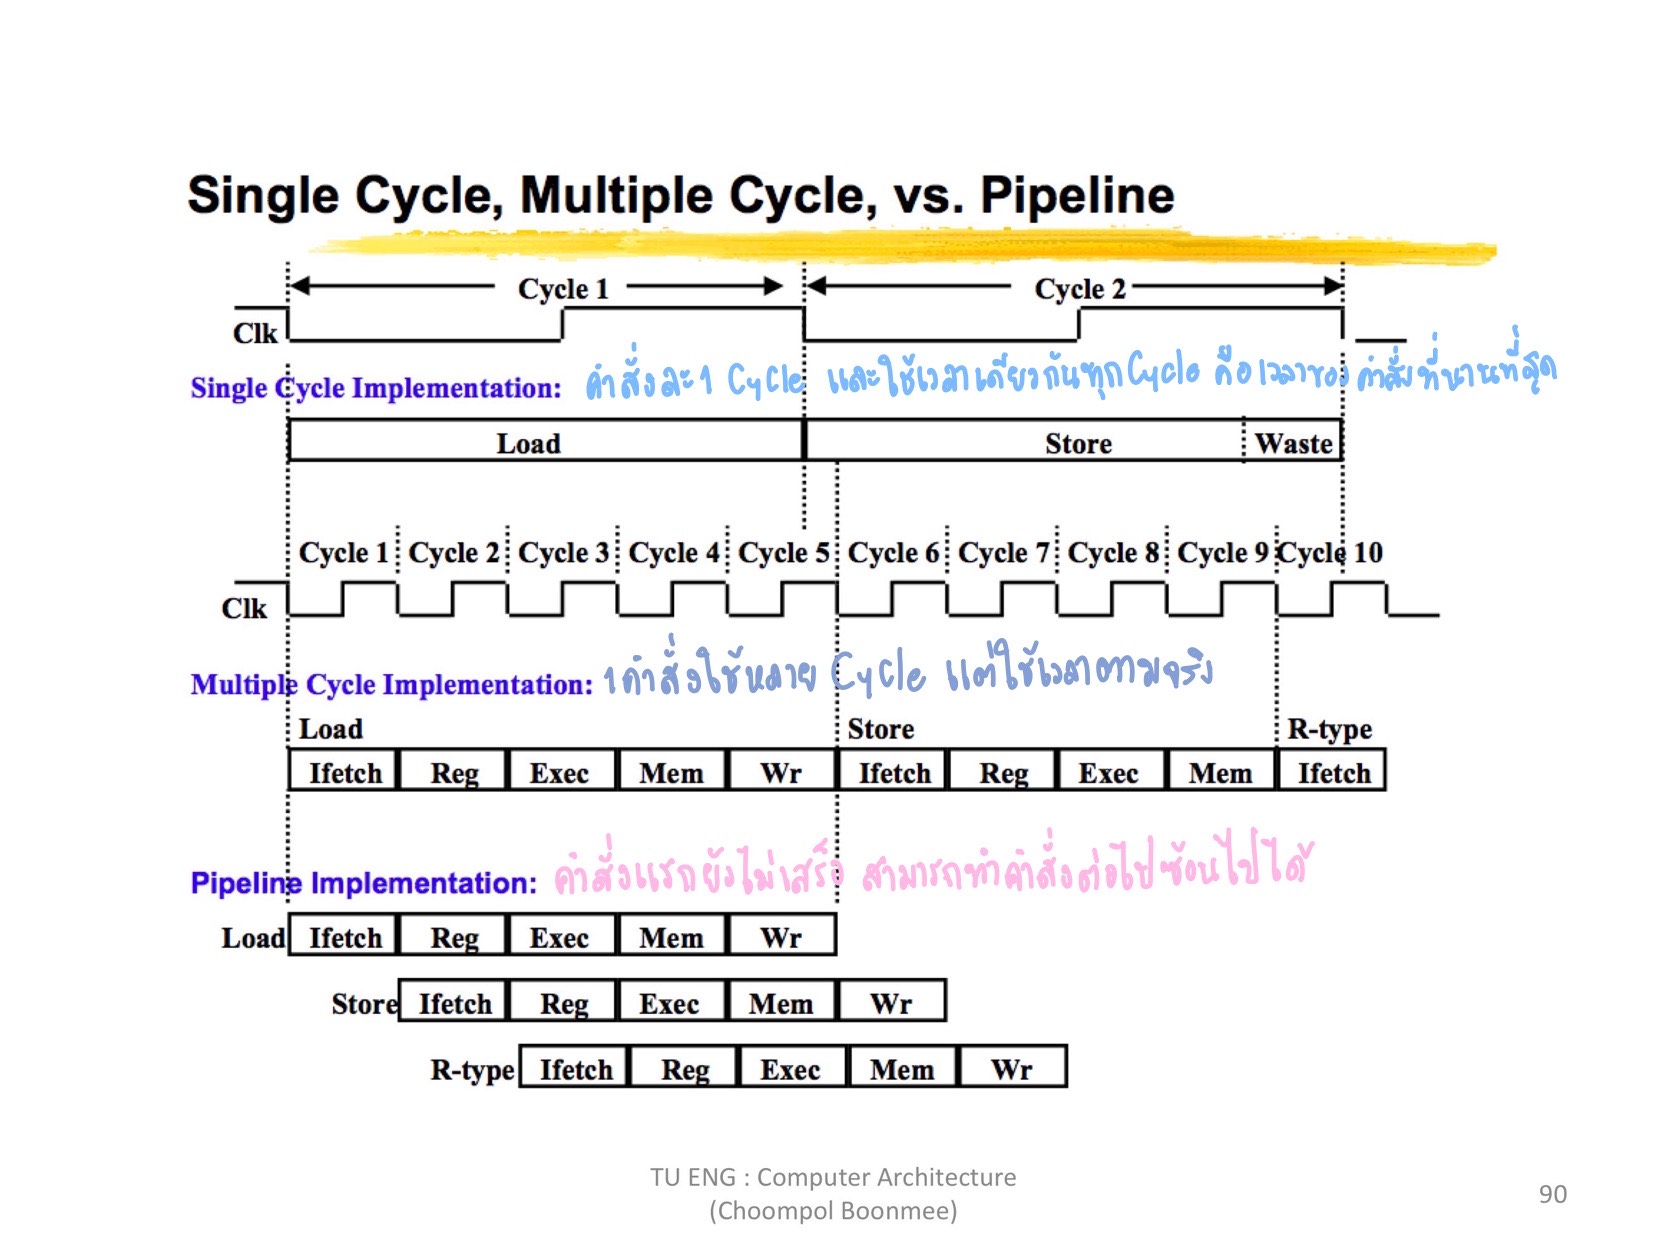 Single Cycle, Multiple Cycle, vs. Pipeline
Cycle 1 Cycle 2
Clk
Single Cycle Implementation: คำสั่งละ 1 Cycle และใช้เวลาเดียวกันทุก Cycle คือเวลาของ คำสั่งที่นานที่สุด
Load Store Waste
Cycle 1 Cycle 2 Cycle 3 Cycle 4 Cycle 5 Cycle 6 Cycle 7 Cycle 8 Cycle 9 Cycle 10
Clk
Multiple Cycle Implementation: 1 คำสั่งใช้หลาย Cycle แต่ใช้เวลาตามจริง
Load Store R-type
Ifetch Reg Exec Mem Wr Ifetch Reg Exec Mem Ifetch
Pipeline Implementation: คำสั่งแรกยังไม่เสร็จ สามารถทำคำสั่งต่อไปซ้อนไปได้
Load Ifetch Reg Exec Mem Wr
Store Ifetch Reg Exec Mem Wr
R-type Ifetch Reg Exec Mem Wr
TU ENG : Computer Architecture
(Choompol Boonmee)
90